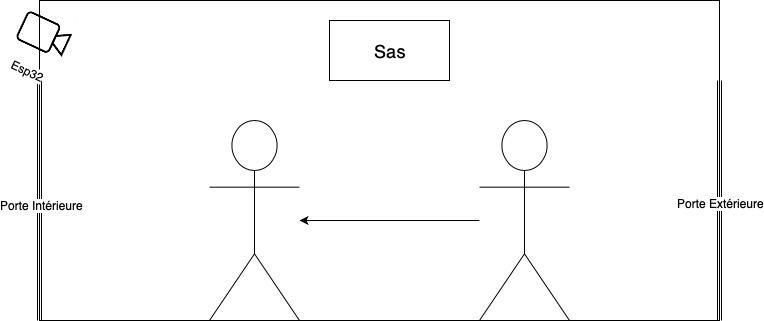 Sas
Esp32
Porte Intérieure
Porte Extérieure